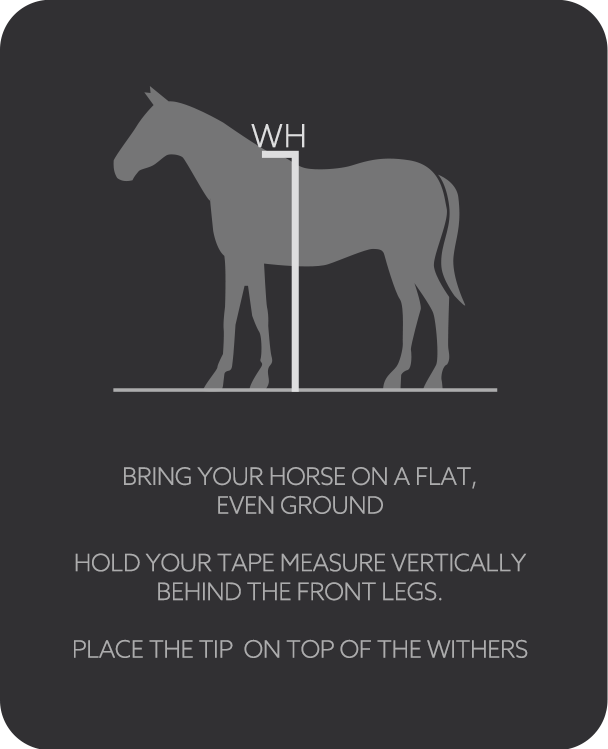 WH
BRING YOUR HORSE ON A FLAT,
EVEN GROUND
HOLD YOUR TAPE MEASURE VERTICALLY
BEHIND THE FRONT LEGS.
PLACE THE TIP  ON TOP OF THE WITHERS